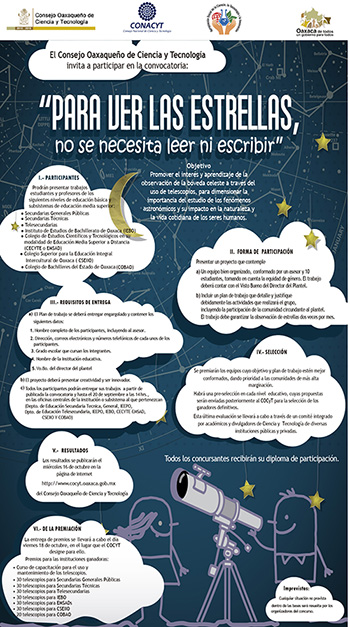 Consejo Oaxaqueño de
Ciencia y Tecnología
CONACYT
Consejo Nacional de Ciencia y Tecnología
Oaxaca de todos
un gobierno para todos
El Consejo Oaxaqueño de Ciencia y Tecnología
invita a participar en la convocatoria:
"PARA VER LAS ESTRELLAS,
no se necesita leer ni escribir"
Objetivo
Promover el interés y aprendizaje de la
observación de la bóveda celeste a través del
uso de telescopios, para dimensionar la
importancia del estudio de los fenómenos
astronómicos y su impacto en la naturaleza y
la vida cotidiana de los seres humanos.
I.- PARTICIPANTES
Podrán presentar trabajos
estudiantes y profesores de los
siguientes niveles de educación básica y
subsistemas de educación media superior:
• Secundarias Generales Públicas
• Secundarias Técnicas
• Telesecundarias
• Instituto de Estudios de Bachillerato de Oaxaca (IEBO)
• Colegio de Estudios Científicos y Tecnológicos en su
modalidad de Educación Media Superior a Distancia
(CECYTE O EMSAD)
• Colegio Superior para la Educación Integral
Intercultural de Oaxaca ( CSEIIO)
• Colegio de Bachilleres del Estado de Oaxaca (COBAO)
II. FORMA DE PARTICIPACIÓN
Presentar un proyecto que contemple
a) Un equipo bien organizado, conformado por un asesor y 10
estudiantes, tomando en cuenta la equidad de género. El trabajo
deberá contar con el Visto Bueno del Director del Plantel.
b) Incluir un plan de trabajo que detalle y justifique
debidamente las actividades que realizará el grupo,
incluyendo la participación de la comunidad circundante al plantel.
El trabajo debe garantizar la observación de estrellas dos veces por mes.
III.- REQUISITOS DE ENTREGA
a) El Plan de trabajo se deberá entregar engargolado y contener los
siguientes datos:
1. Nombre completo de los participantes, incluyendo al asesor.
2. Dirección, correos electrónicos y números telefónicos de cada unos de los
participantes.
3. Grado escolar que cursan los integrantes.
4. Nombre de la Institución educativa.
5. Vo.Bo. del director del plantel
b) El proyecto deberá presentar creatividad y ser innovador.
c) Todos los participantes podrán entregar sus trabajos a partir de
publicada la convocatoria y hasta el 20 de septiembre a las 14hrs.,
en las oficinas centrales de la institución o subsistema al que pertenezcan
(Depto. de Educación Secundaria Técnica, General, IEEPO,
Dpto. de Educación Telesecundaria, IEEPO, IEBO, CECYTE EMSAD,
CSEIIO Y COBAO)
IV.- SELECCIÓN
Se premiarán los equipos cuyo objetivo y plan de trabajo estén mejor
conformados, dando prioridad a las comunidades de más alta
marginación.
Habrá una pre-selección en cada nivel educativo, cuyas propuestas
serán enviadas posteriormente al COCyT para la selección de los
ganadores definitivos.
Esta última evaluación se llevará a cabo a través de un comité integrado
por académicos y divulgadores de Ciencia y Tecnología de diversas
instituciones públicas y privadas.
V.- RESULTADOS
Los resultados se publicarán el
miércoles 16 de octubre en la
página de internet
http://www.cocyt.oaxaca.gob.mx
del Consejo Oaxaqueño de Ciencia y Tecnología
Todos los concursantes recibirán su diploma de participación.
VI.- DE LA PREMIACIÓN
La entrega de premios se llevará a cabo el día
viernes 18 de octubre, en el lugar que el COCYT
designe para ello.
Premios para las instituciones ganadoras:
• Curso de capacitación para el uso y
mantenimiento de los telescopios.
• 30 telescopios para Secundarias Generales Públicas
• 30 telescopios para Secundarias Técnicas
• 30 telescopios para Telesecundarias
• 30 telescopios para IEBO
• 30 telescopios para EMSADs
• 30 telescopios para CSEIIO
• 30 telescopios para COBAO
Imprevistos:
Cualquier situación no prevista
dentro de las bases será resuelta por los
organizadores del concurso.